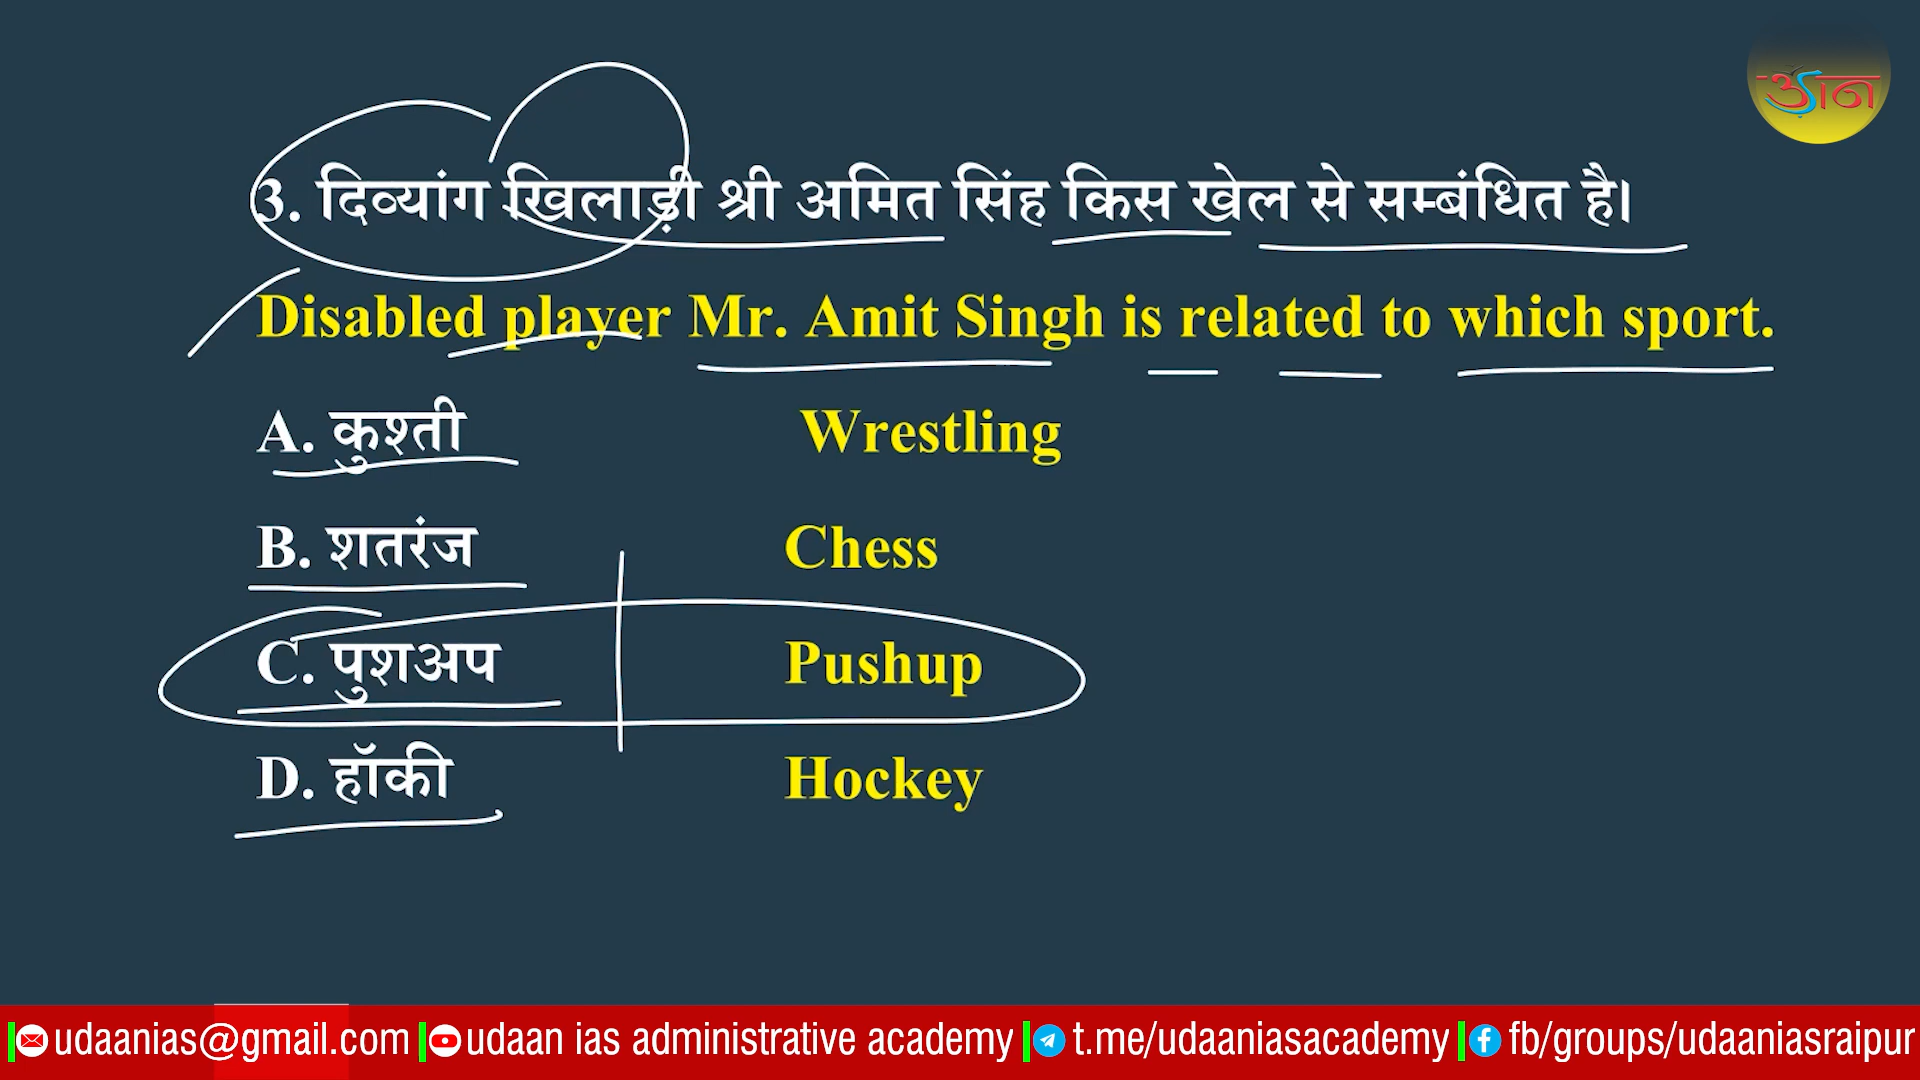 उड़ान
3. दिव्यांग खिलाड़ी श्री अमित सिंह किस खेल से सम्बंधित है।
Disabled player Mr. Amit Singh is related to which sport.
A. कुश्ती Wrestling
B. शतरंज Chess
C. पुशअप Pushup
D. हॉकी Hockey
udaanias@gmail.com udaan ias administrative academy t.me/udaaniasacademy fb/groups/udaaniasraipur